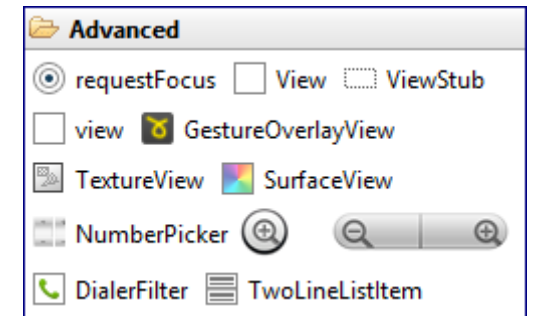 Advanced
requestFocus View ViewStub
view GestureOverlayView
TextureView SurfaceView
NumberPicker
DialerFilter TwoLineListItem